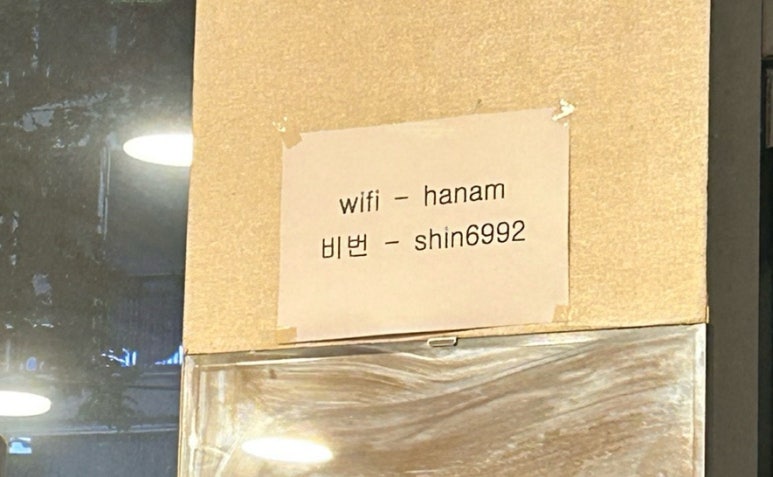 wifi - hanam
비번 - shin6992